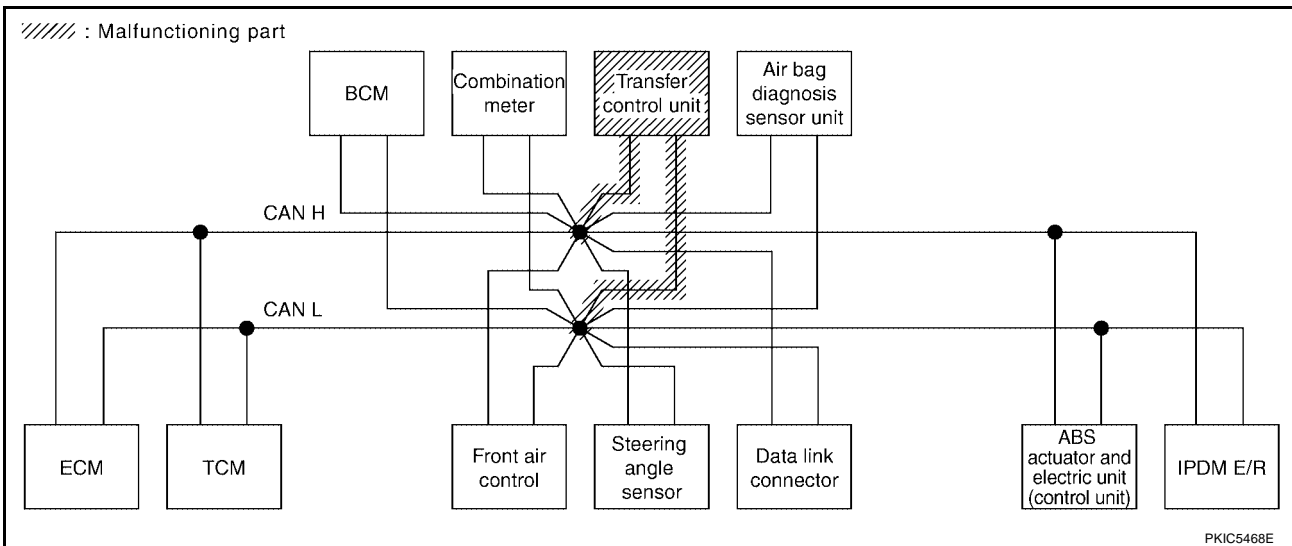 : Malfunctioning part
BCM
Combination
meter
Transfer
control unit
Air bag
diagnosis
sensor unit
CAN H
CAN L
ECM
TCM
Front air
control
Steering
angle
sensor
Data link
connector
ABS
actuator and
electric unit
(control unit)
IPDM E/R
PKIC5468E